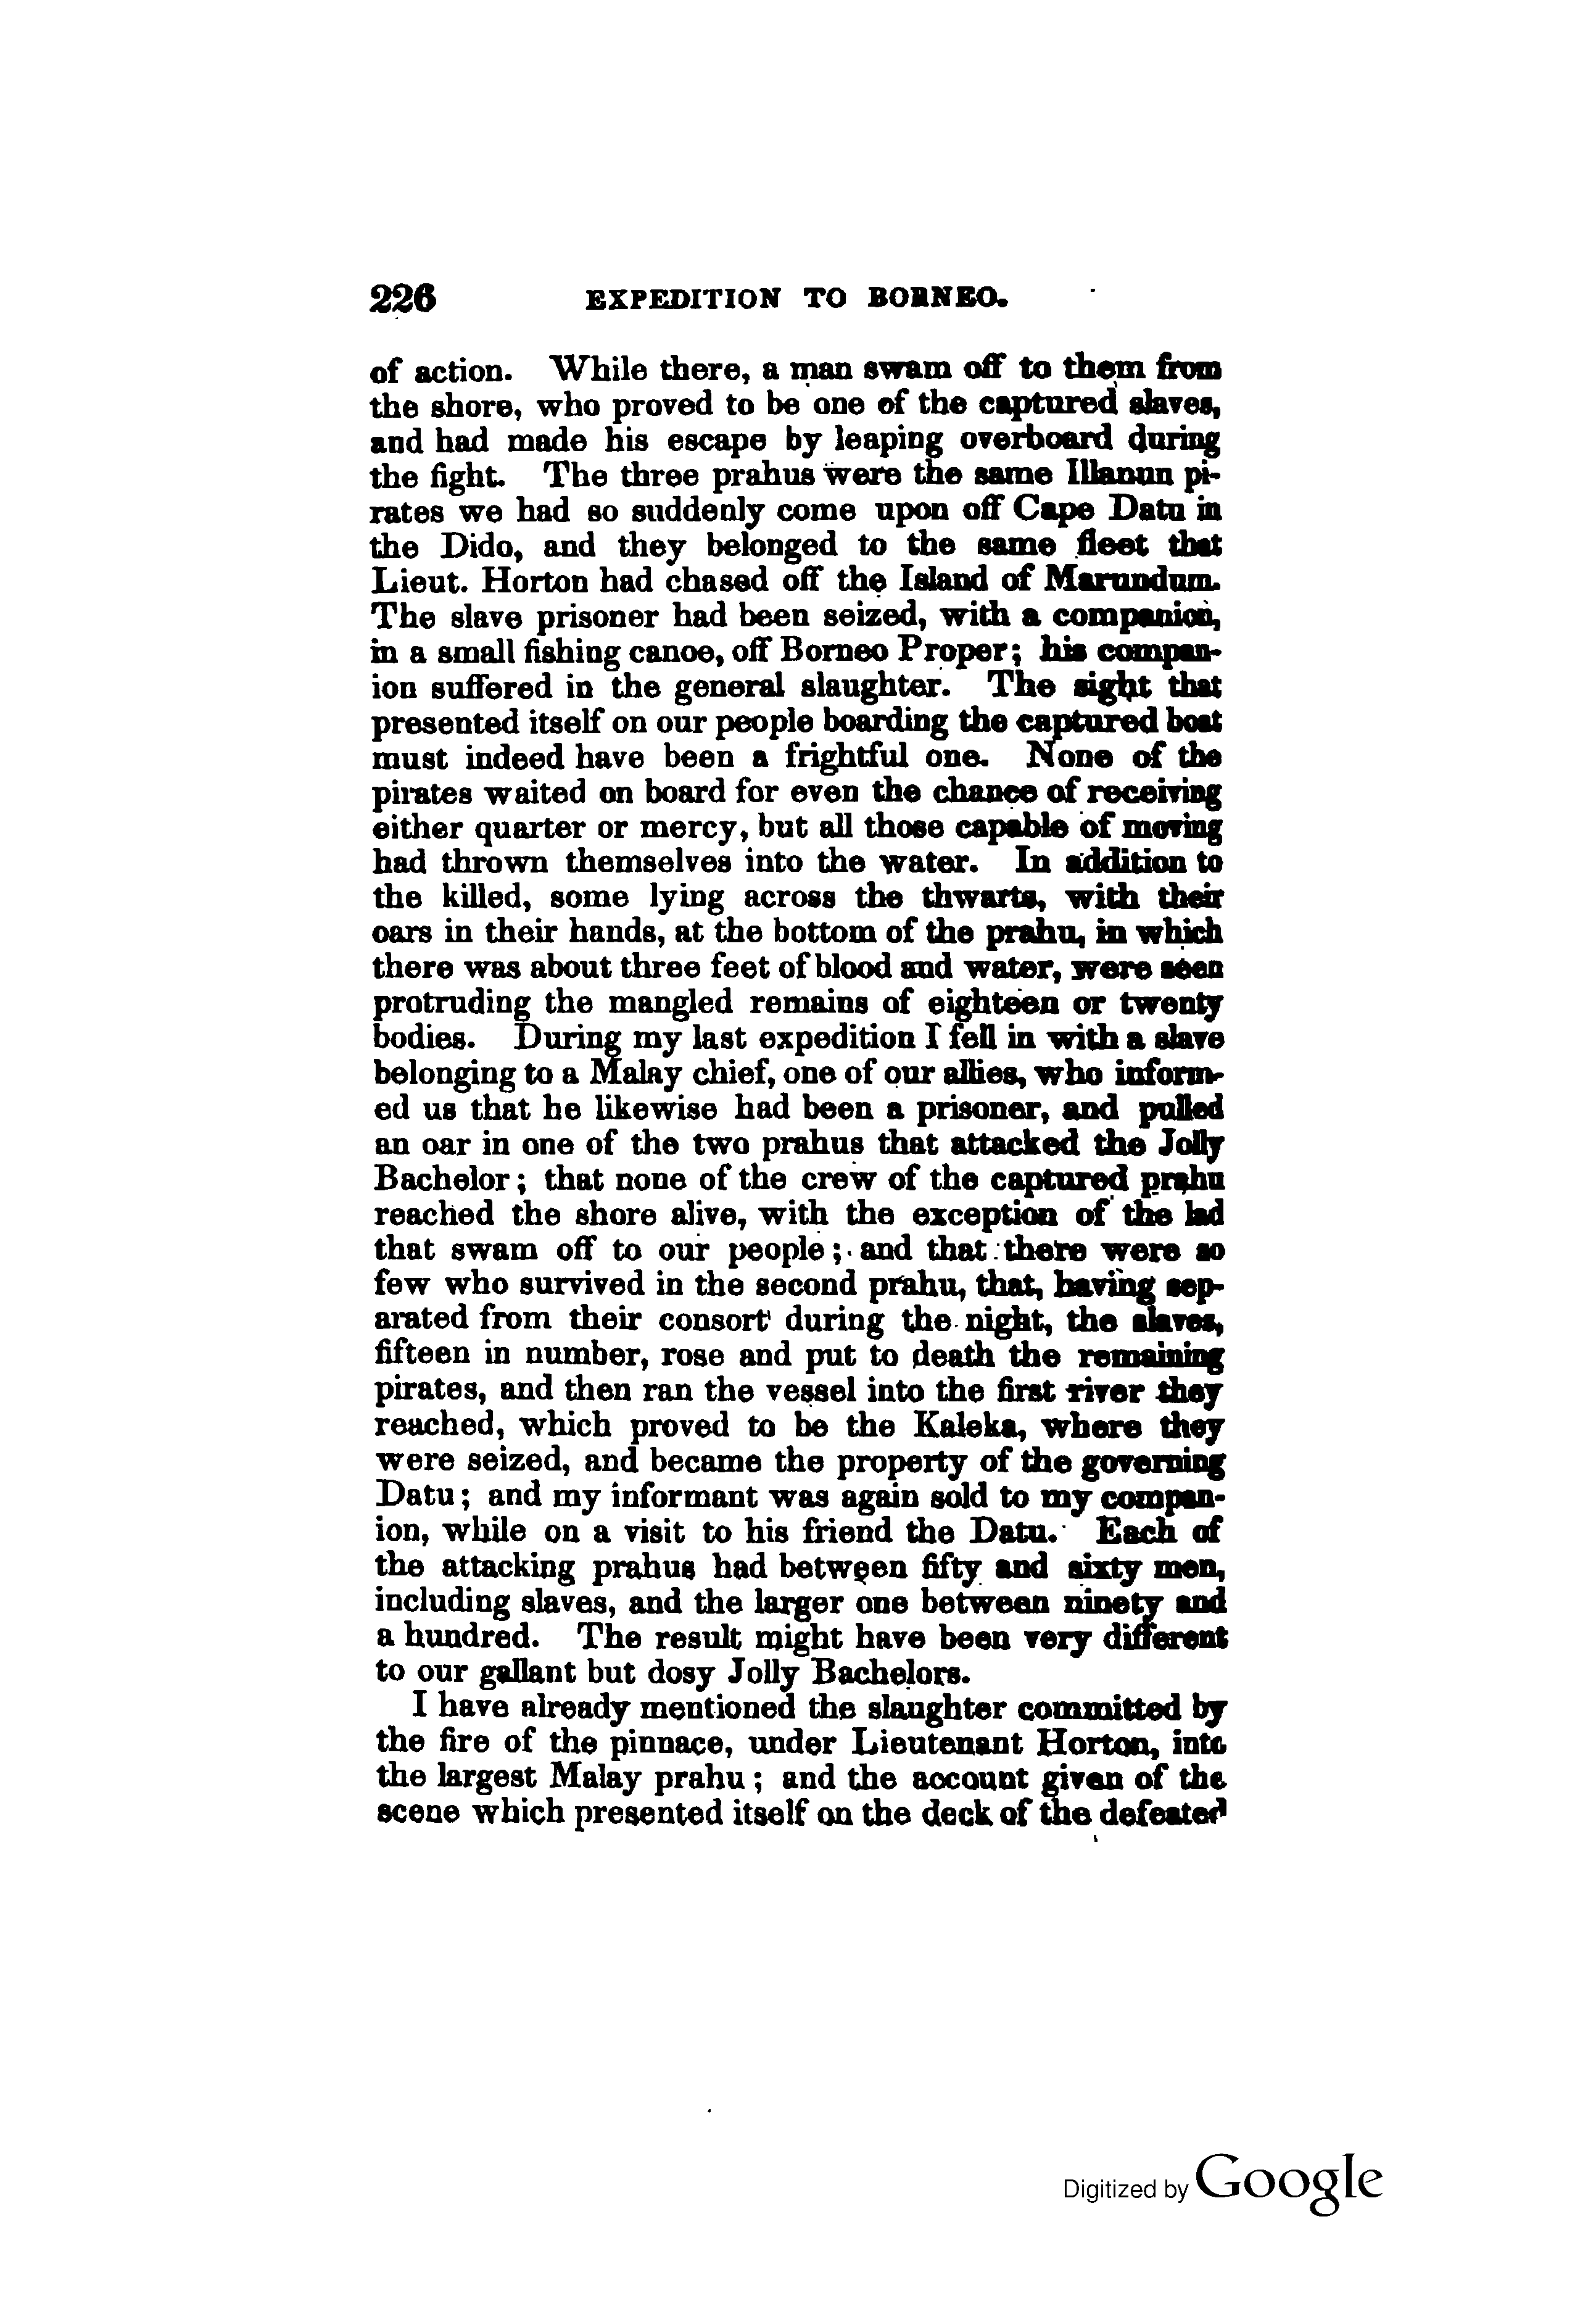 226 EXPEDITION TO BORNEO.
of action. While there, a man swam off to them from
the shore, who proved to be one of the captured slaves,
and had made his escape by leaping overboard during
the fight. The three prahus were the same Illanun pi-
rates we had so suddenly come upon off Cape Datu in
the Dido, and they belonged to the same fleet that
Lieut. Horton had chased off the Island of Marundum.
The slave prisoner had been seized, with a companion,
in a small fishing canoe, off Borneo Proper; his compan-
ion suffered in the general slaughter. The sight that
presented itself on our people boarding the captured boat
must indeed have been a frightful one. None of the
pirates waited on board for even the chance of receiving
either quarter or mercy, but all those capable of moving
had thrown themselves into the water. In addition to
the killed, some lying across the thwarts, with their
oars in their hands, at the bottom of the prahu, in which
there was about three feet of blood and water, were seen
protruding the mangled remains of eighteen or twenty
bodies. During my last expedition I fell in with a slave
belonging to a Malay chief, one of our allies, who inform-
ed us that he likewise had been a prisoner, and pulled
an oar in one of the two prahus that attacked the Jolly
Bachelor; that none of the crew of the captured prahu
reached the shore alive, with the exception of the lad
that swam off to our people; and that there were so
few who survived in the second prahu, that, having sep-
arated from their consort during the night, the slaves,
fifteen in number, rose and put to death the remaining
pirates, and then ran the vessel into the first river they
reached, which proved to be the Kaleka, where they
were seized, and became the property of the governing
Datu; and my informant was again sold to my compan-
ion, while on a visit to his friend the Datu. Each of
the attacking prahus had between fifty and sixty men,
including slaves, and the larger one between ninety and
a hundred. The result might have been very different
to our gallant but dosy Jolly Bachelors.
I have already mentioned the slaughter committed by
the fire of the pinnace, under Lieutenant Horton, into
the largest Malay prahu; and the account given of the
scene which presented itself on the deck of the defeated
Digitized by Google